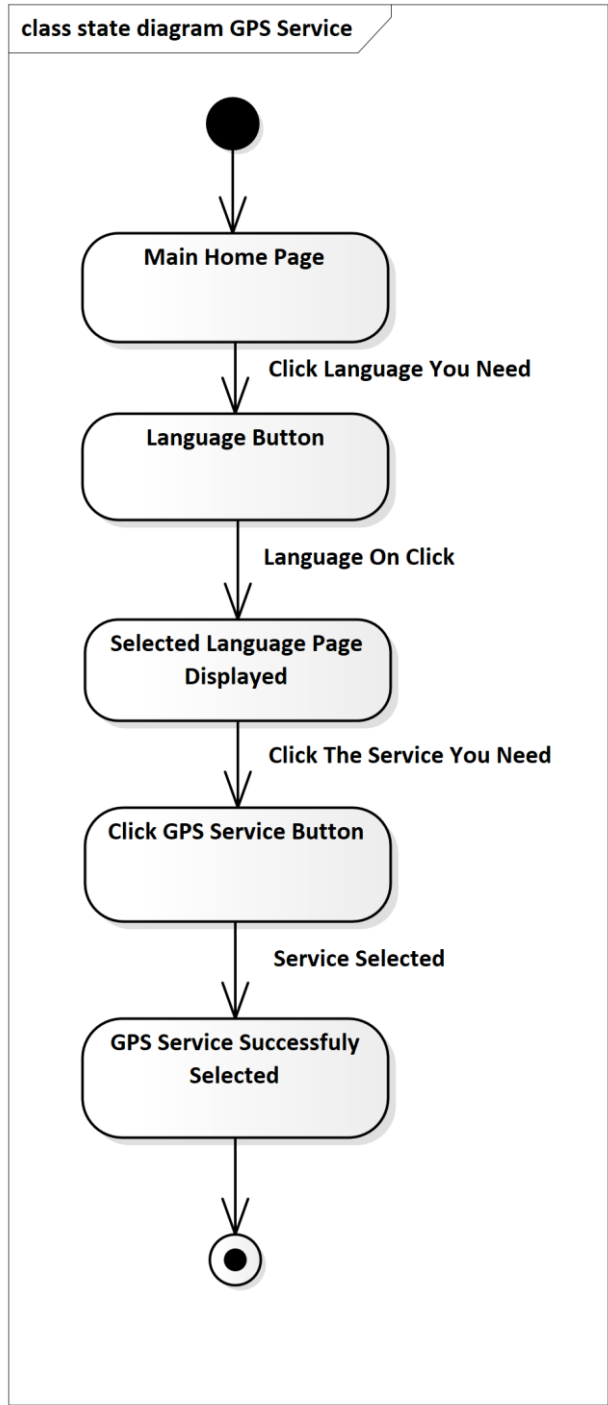 class state diagram GPS Service
Main Home Page
Click Language You Need
Language Button
Language On Click
Selected Language Page
Displayed
Click The Service You Need
Click GPS Service Button
Service Selected
GPS Service Successfuly
Selected